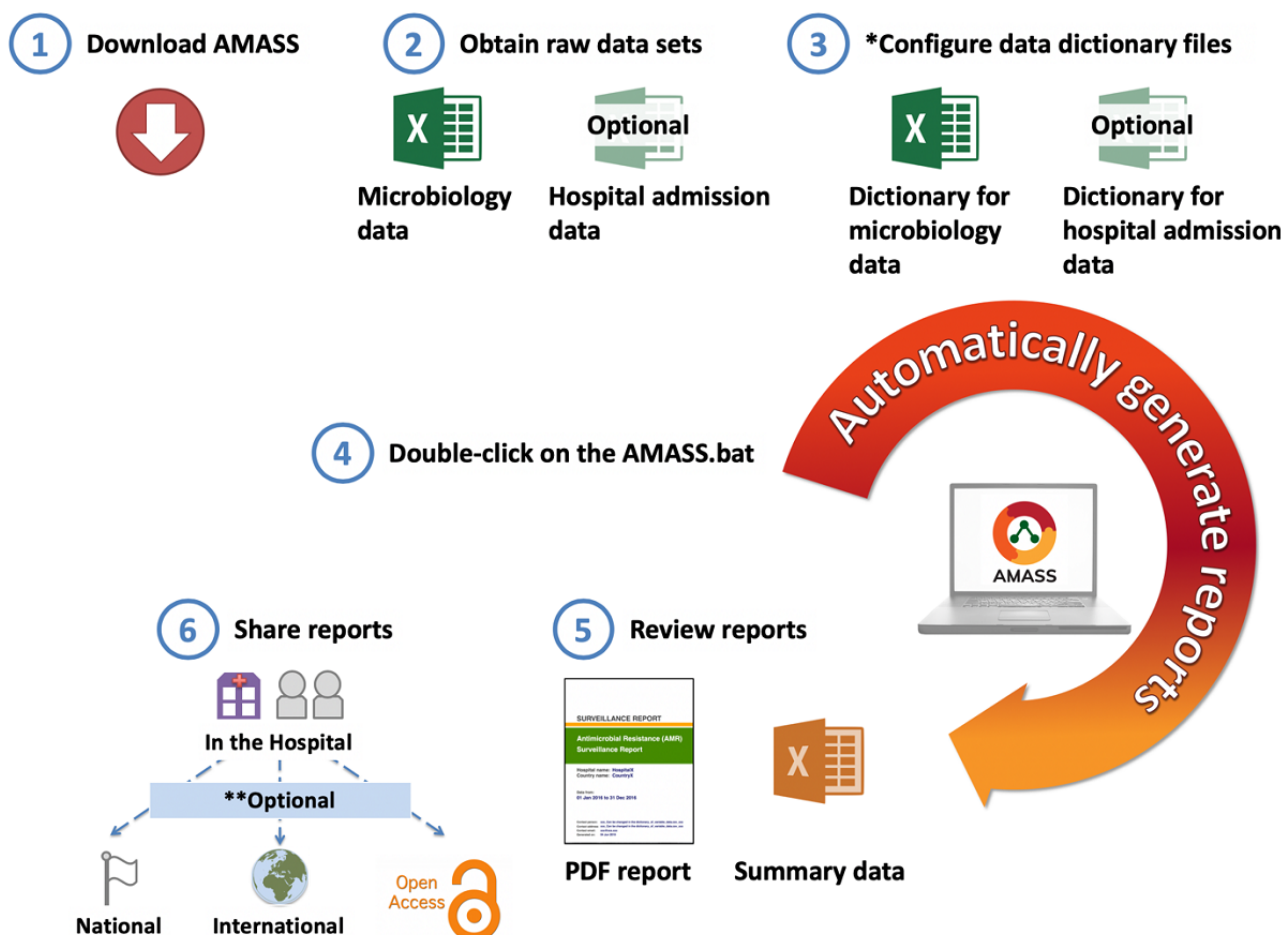 1 Download AMASS
2 Obtain raw data sets
3 *Configure data dictionary files
X
Optional
X
Optional
Microbiology
data
Hospital admission
data
Dictionary for
microbiology
data
Dictionary for
hospital admission
data
Automatically generate reports
4 Double-click on the AMASS.bat
AMASS
6 Share reports
5 Review reports
In the Hospital
**Optional
National
International
Open
Access
SURVEILLANCE REPORT
Antimicrobial Resistance (AMR)
Surveillance Report
Hospital name: HospitalX
Country name: CountryX
Data from:
01 Jan 2016 to 31 Dec 2016
X
PDF report
Summary data